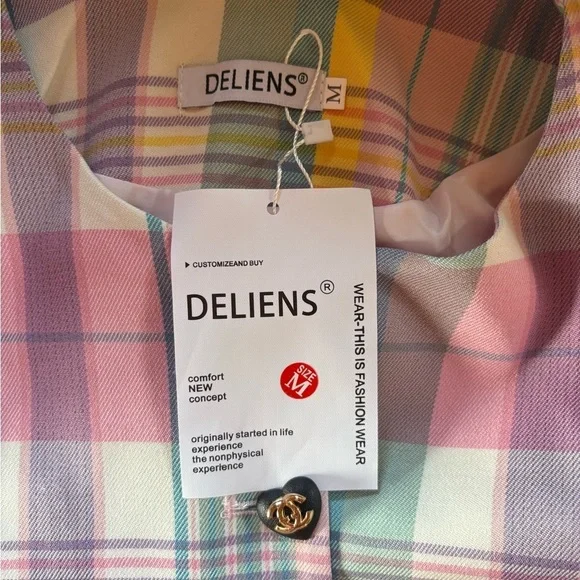 DELIENS®
M
▶ CUSTOMIZEAND BUY
DELIENS®
WEAR-THIS IS FASHION WEAR
SIZE
M
comfort
NEW
concept
originally started in life
experience
the nonphysical
experience